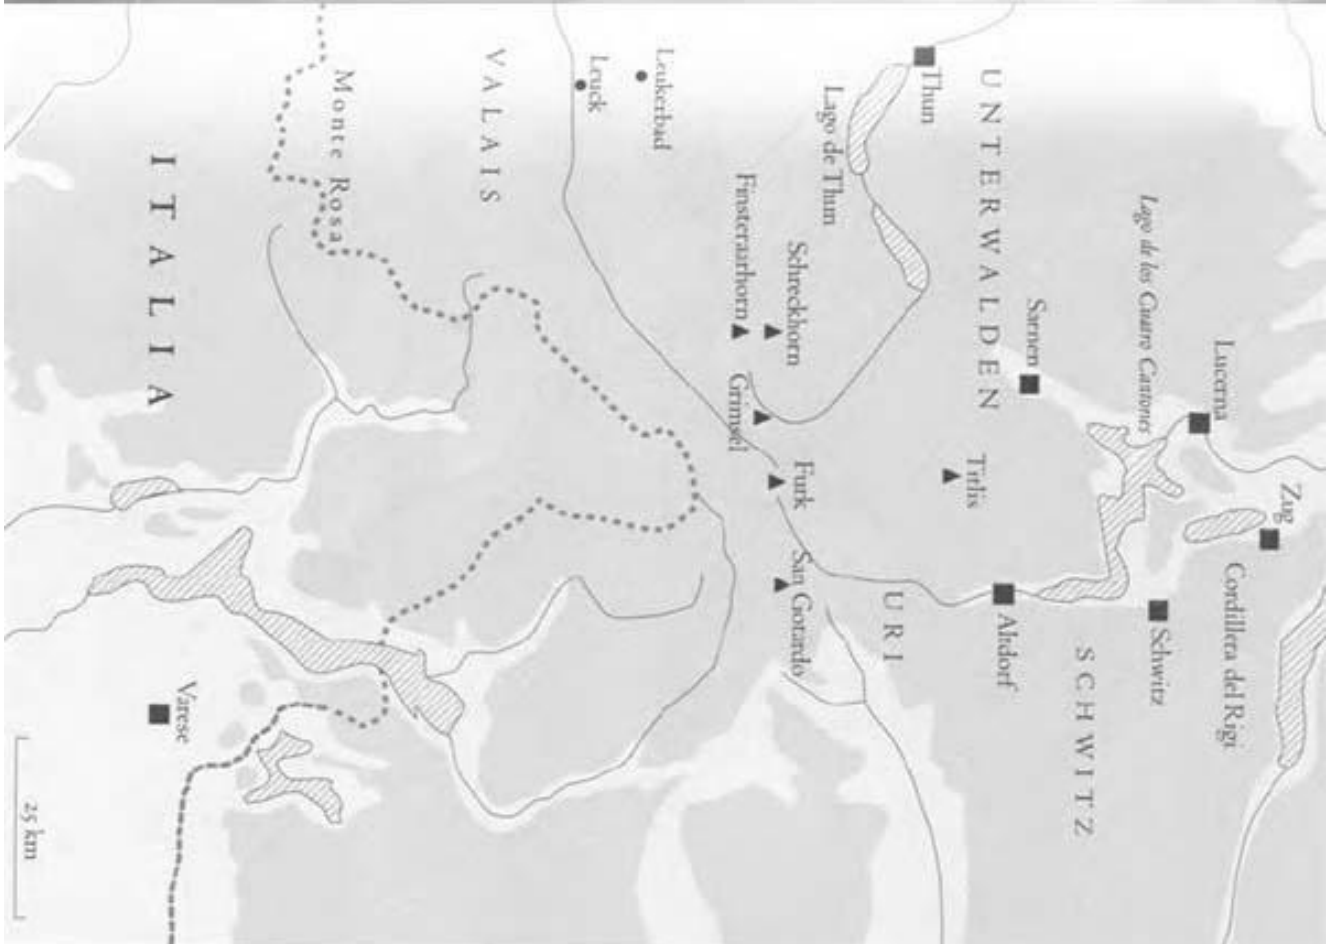 Zug
Cordillera del Rigi
Lucerna
Schwitz
Lago de los Cuatro Cantones
SCHWITZ
Sarnen
Altdorf
UNTERWALDEN
Titlis
Thun
URI
Lago de Thun
Schreckhorn
Furk
San Gotardo
Finsteraarhorn
Grimsel
Leukerbad
Leuck
VALAIS
Monte Rosa
Varese
ITALIA
25 km